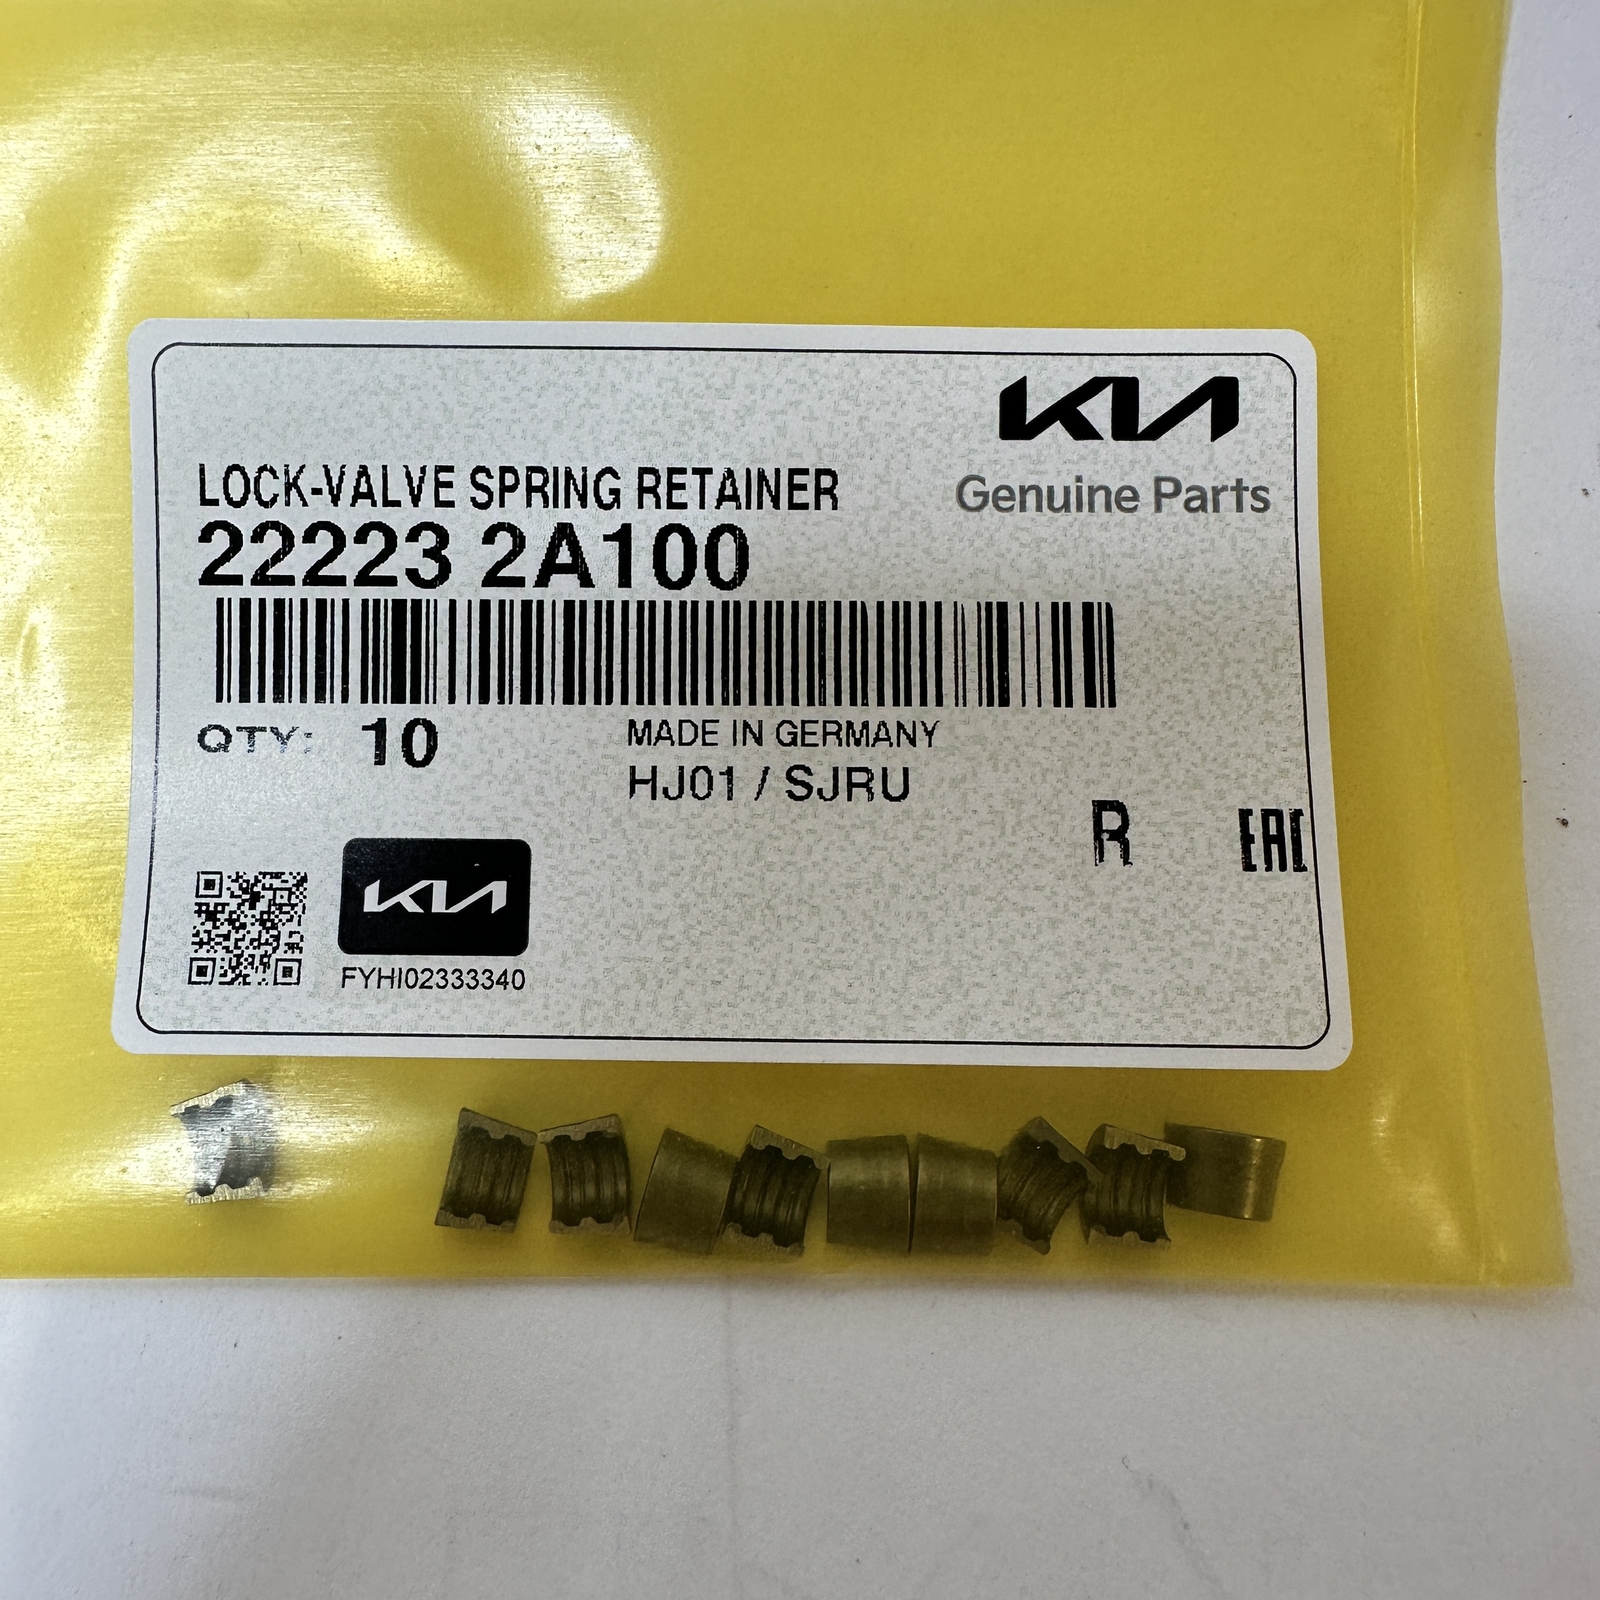 KIA
Genuine Parts
LOCK-VALVE SPRING RETAINER
22223 2A100
QTY: 10
MADE IN GERMANY
HJ01 / SJRU
R
EAC
KIA
FYHI02333340